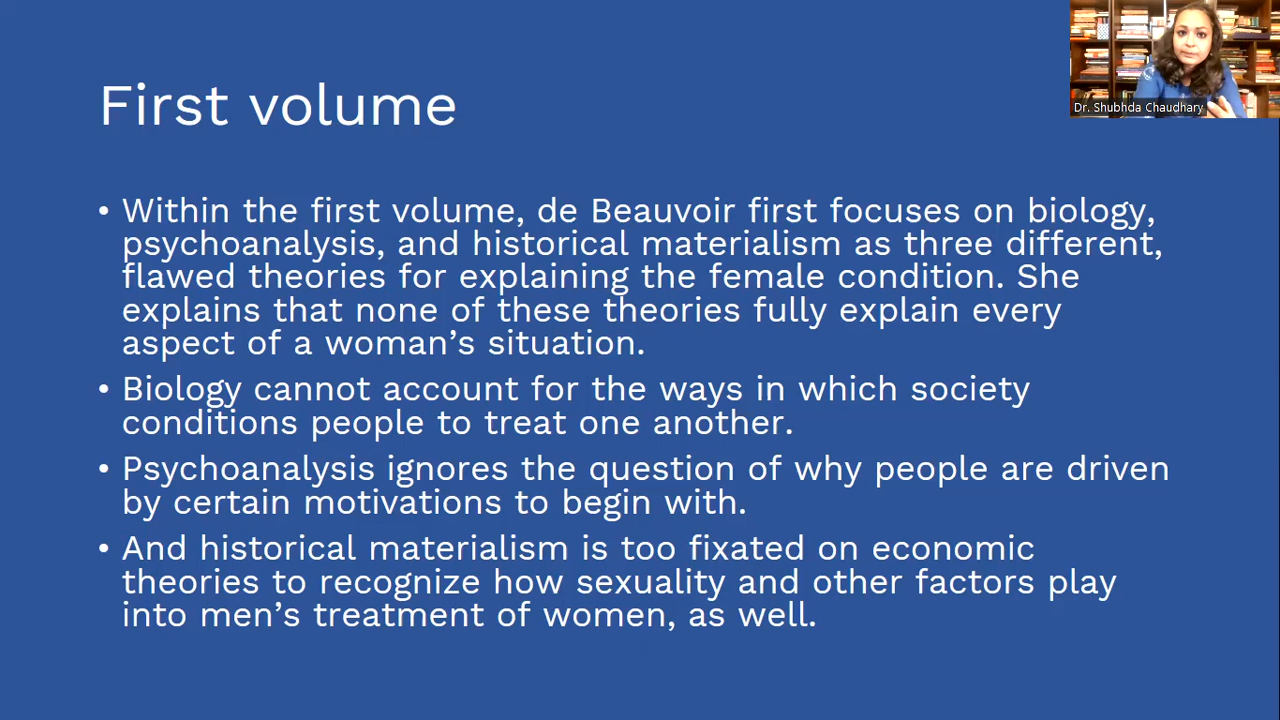 First volume
Dr. Shubhda Chaudhary
• Within the first volume, de Beauvoir first focuses on biology,
psychoanalysis, and historical materialism as three different,
flawed theories for explaining the female condition. She
explains that none of these theories fully explain every
aspect of a woman’s situation.
• Biology cannot account for the ways in which society
conditions people to treat one another.
• Psychoanalysis ignores the question of why people are driven
by certain motivations to begin with.
• And historical materialism is too fixated on economic
theories to recognize how sexuality and other factors play
into men’s treatment of women, as well.